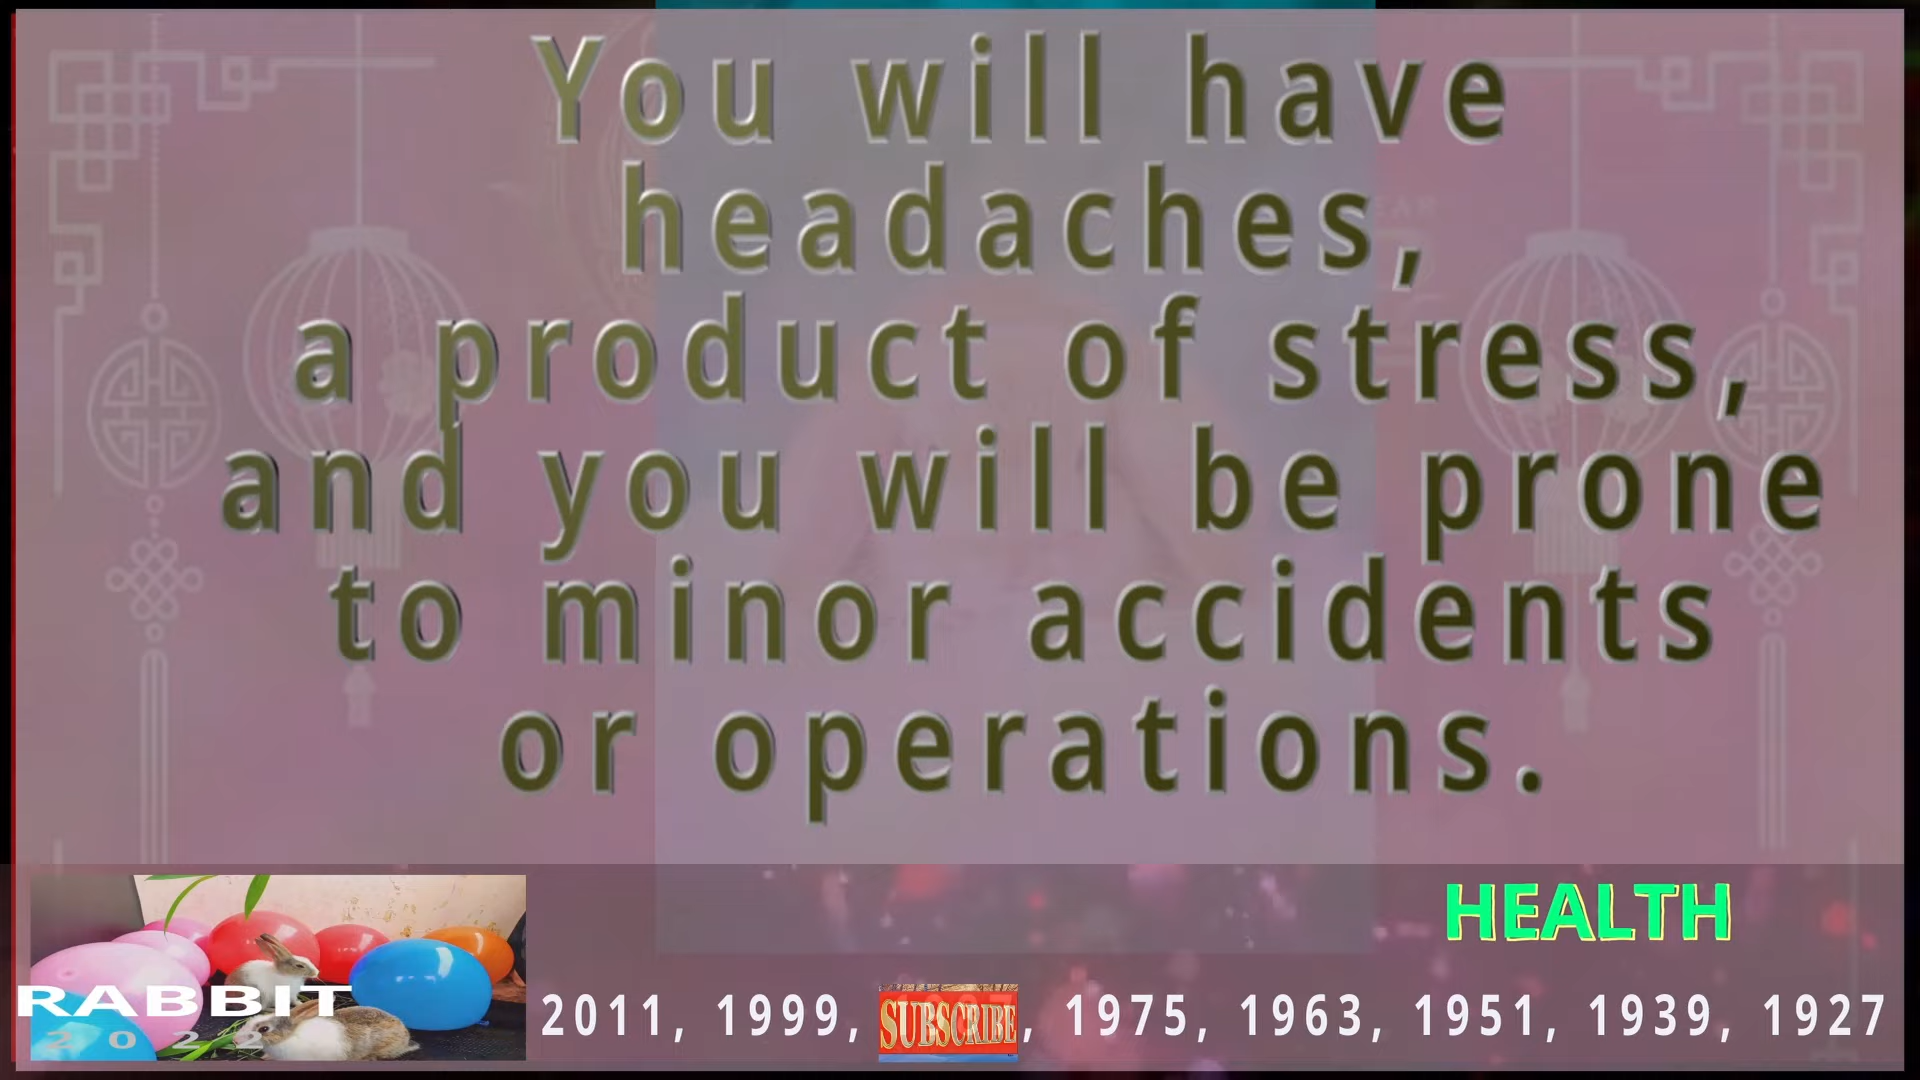 You will have
headaches,
a product of stress,
and you will be prone
to minor accidents
or operations.
HEALTH
RABBIT
2022
2011, 1999, SUBSCRIBE, 1975, 1963, 1951, 1939, 1927